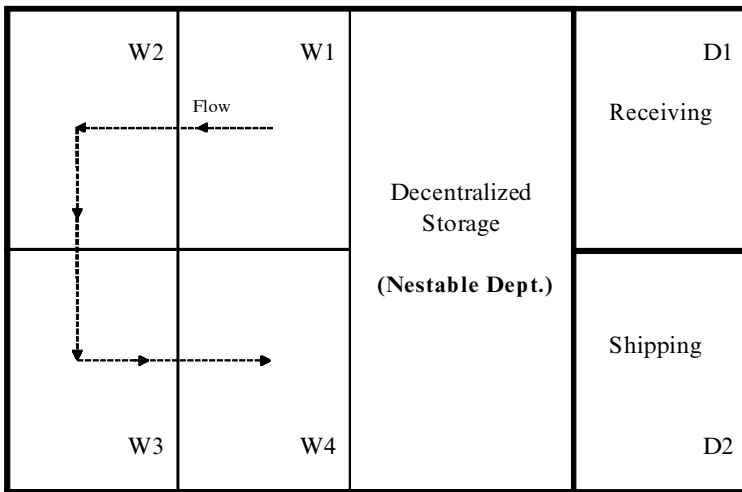 W2
W1
D1
Flow
Receiving
Decentralized
Storage
(Nestable Dept.)
Shipping
W3
W4
D2